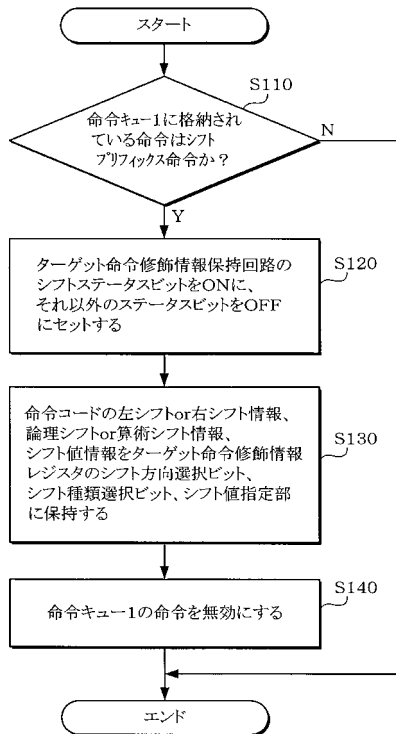 スタート
S110
命令キュー1に格納され
ている命令はシフト
プリフィックス命令か？
N
Y
S120
ターゲット命令修飾情報保持回路の
シフトステータスビットをONに、
それ以外のステータスビットをOFF
にセットする
S130
命令コードの左シフトor右シフト情報、
論理シフトor算術シフト情報、
シフト値情報をターゲット命令修飾情報
レジスタのシフト方向選択ビット、
シフト種類選択ビット、シフト値指定部
に保持する
S140
命令キュー1の命令を無効にする
エンド